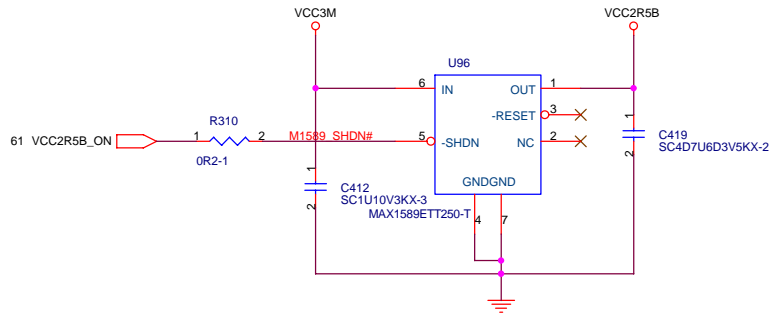 VCC3M
VCC2R5B
U96
6
IN
OUT
1
R310
-RESET
3
1
61 VCC2R5B_ON
1
2
M1589_SHDN#
5
-SHDN
NC
2
C419
SC4D7U6D3V5KX-2
0R2-1
2
1
GNDGND
C412
SC1U10V3KX-3
2
MAX1589ETT250-T
4
7